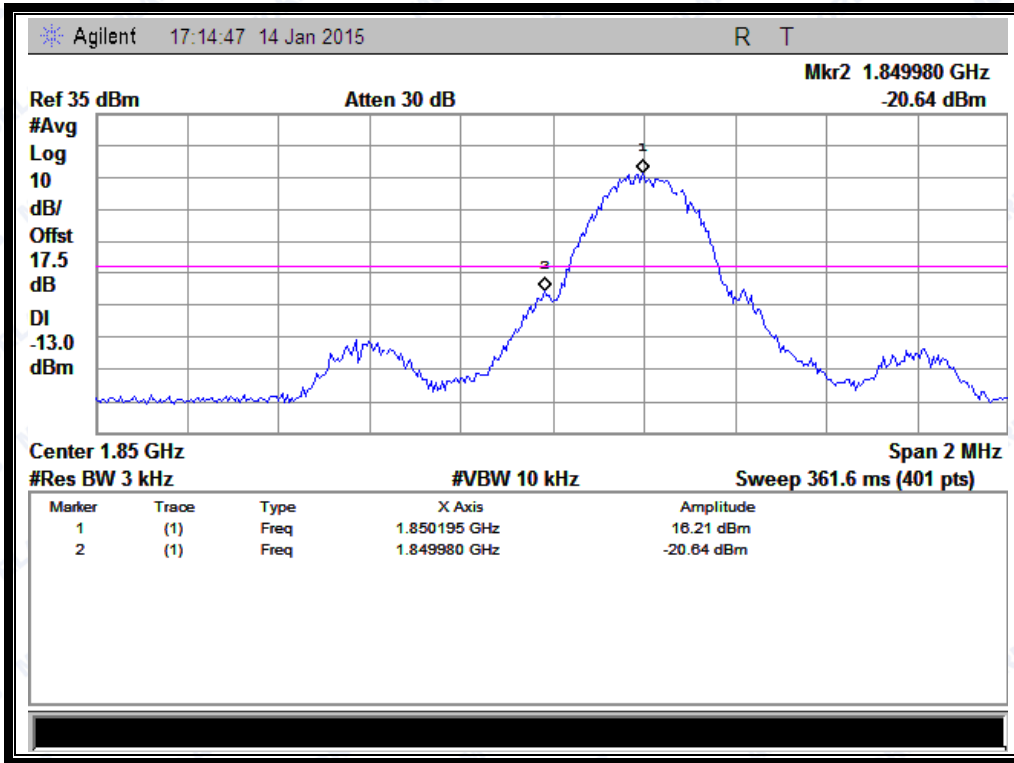 Agilent 17:14:47 14 Jan 2015 R T
Mkr2 1.849980 GHz
Ref 35 dBm Atten 30 dB -20.64 dBm
#Avg
Log
10
dB/
Offst
17.5
dB
DI
-13.0
dBm
1
2
Center 1.85 GHz Span 2 MHz
#Res BW 3 kHz #VBW 10 kHz Sweep 361.6 ms (401 pts)
Marker Trace Type X Axis Amplitude
1 (1) Freq 1.850195 GHz 16.21 dBm
2 (1) Freq 1.849980 GHz -20.64 dBm